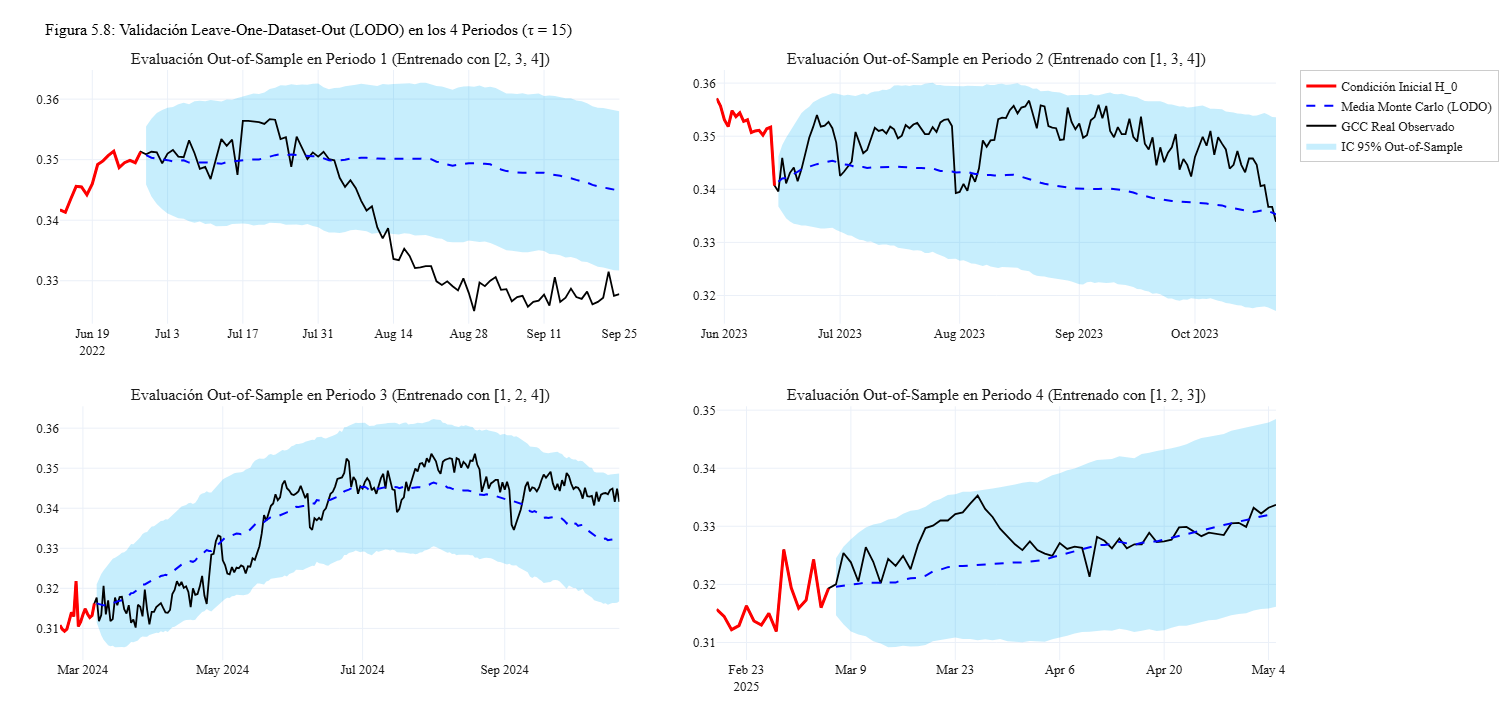 Figura 5.8: Validación Leave-One-Dataset-Out (LODO) en los 4 Periodos (τ = 15)
Evaluación Out-of-Sample en Periodo 1 (Entrenado con [2, 3, 4])
0.36
0.35
0.34
0.33
Jun 19 Jul 3 Jul 17 Jul 31 Aug 14 Aug 28 Sep 11 Sep 25
2022
Evaluación Out-of-Sample en Periodo 2 (Entrenado con [1, 3, 4])
0.36
0.35
0.34
0.33
0.32
Jun 2023 Jul 2023 Aug 2023 Sep 2023 Oct 2023
Condición Inicial H_0
Media Monte Carlo (LODO)
GCC Real Observado
IC 95% Out-of-Sample
Evaluación Out-of-Sample en Periodo 3 (Entrenado con [1, 2, 4])
0.36
0.35
0.34
0.33
0.32
0.31
Mar 2024 May 2024 Jul 2024 Sep 2024
Evaluación Out-of-Sample en Periodo 4 (Entrenado con [1, 2, 3])
0.35
0.34
0.33
0.32
0.31
Feb 23 Mar 9 Mar 23 Apr 6 Apr 20 May 4
2025